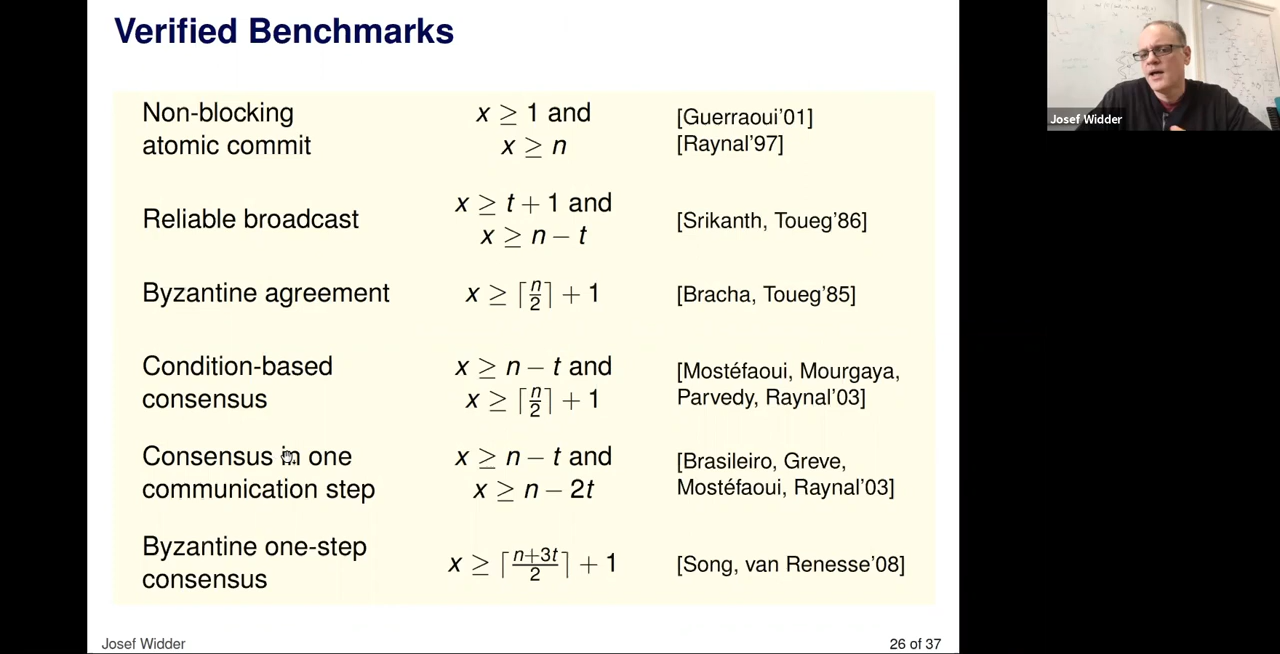 Verified Benchmarks
Non-blocking
atomic commit
x ≥ 1 and
x ≥ n
[Guerraoui'01]
[Raynal'97]
Reliable broadcast
x ≥ t + 1 and
x ≥ n − t
[Srikanth, Toueg'86]
Byzantine agreement
x ≥ ⌈n/2⌉ + 1
[Bracha, Toueg'85]
Condition-based
consensus
x ≥ n − t and
x ≥ ⌈n/2⌉ + 1
[Mostéfaoui, Mourgaya,
Parvedy, Raynal'03]
Consensus in one
communication step
x ≥ n − t and
x ≥ n − 2t
[Brasileiro, Greve,
Mostéfaoui, Raynal'03]
Byzantine one-step
consensus
x ≥ ⌈n+3t/2⌉ + 1
[Song, van Renesse'08]
Josef Widder
26 of 37
Josef Widder